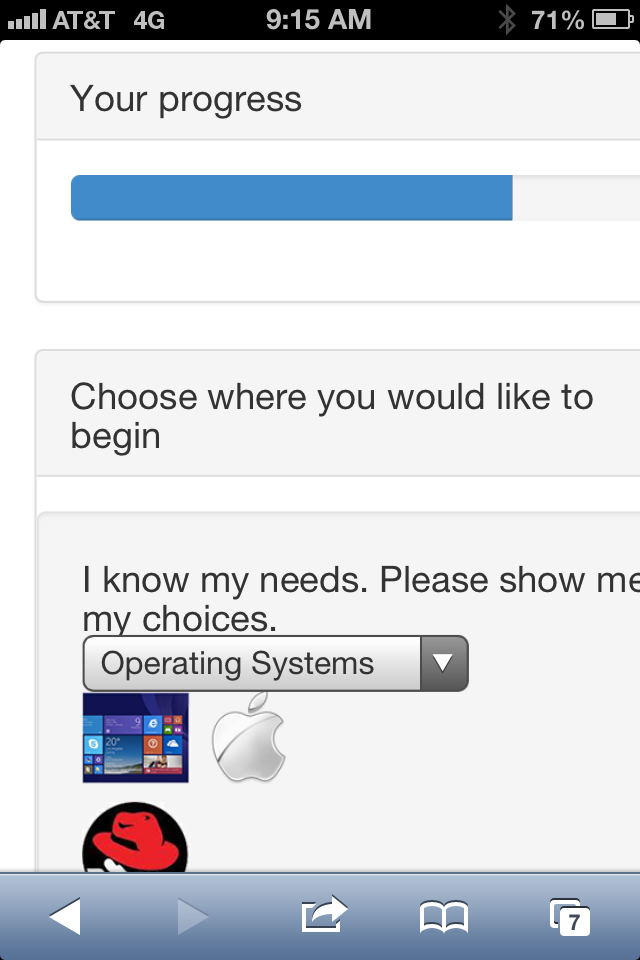 AT&T 4G 9:15 AM 71%
Your progress
Choose where you would like to
begin
I know my needs. Please show me
my choices.
Operating Systems
7